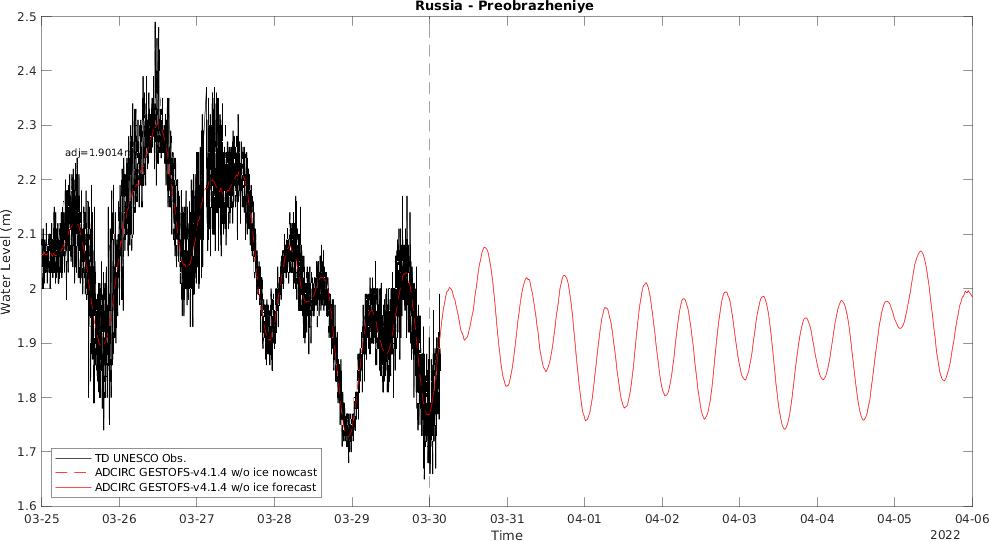 Russia - Preobrazheniye
2.5
2.4
2.3
adj=1.9014m
2.2
2.1
2
1.9
1.8
1.7
1.6
Water Level (m)
TD UNESCO Obs.
ADCIRC GESTOFS-v4.1.4 w/o ice nowcast
ADCIRC GESTOFS-v4.1.4 w/o ice forecast
03-25 03-26 03-27 03-28 03-29 03-30 03-31 04-01 04-02 04-03 04-04 04-05 04-06
Time
2022